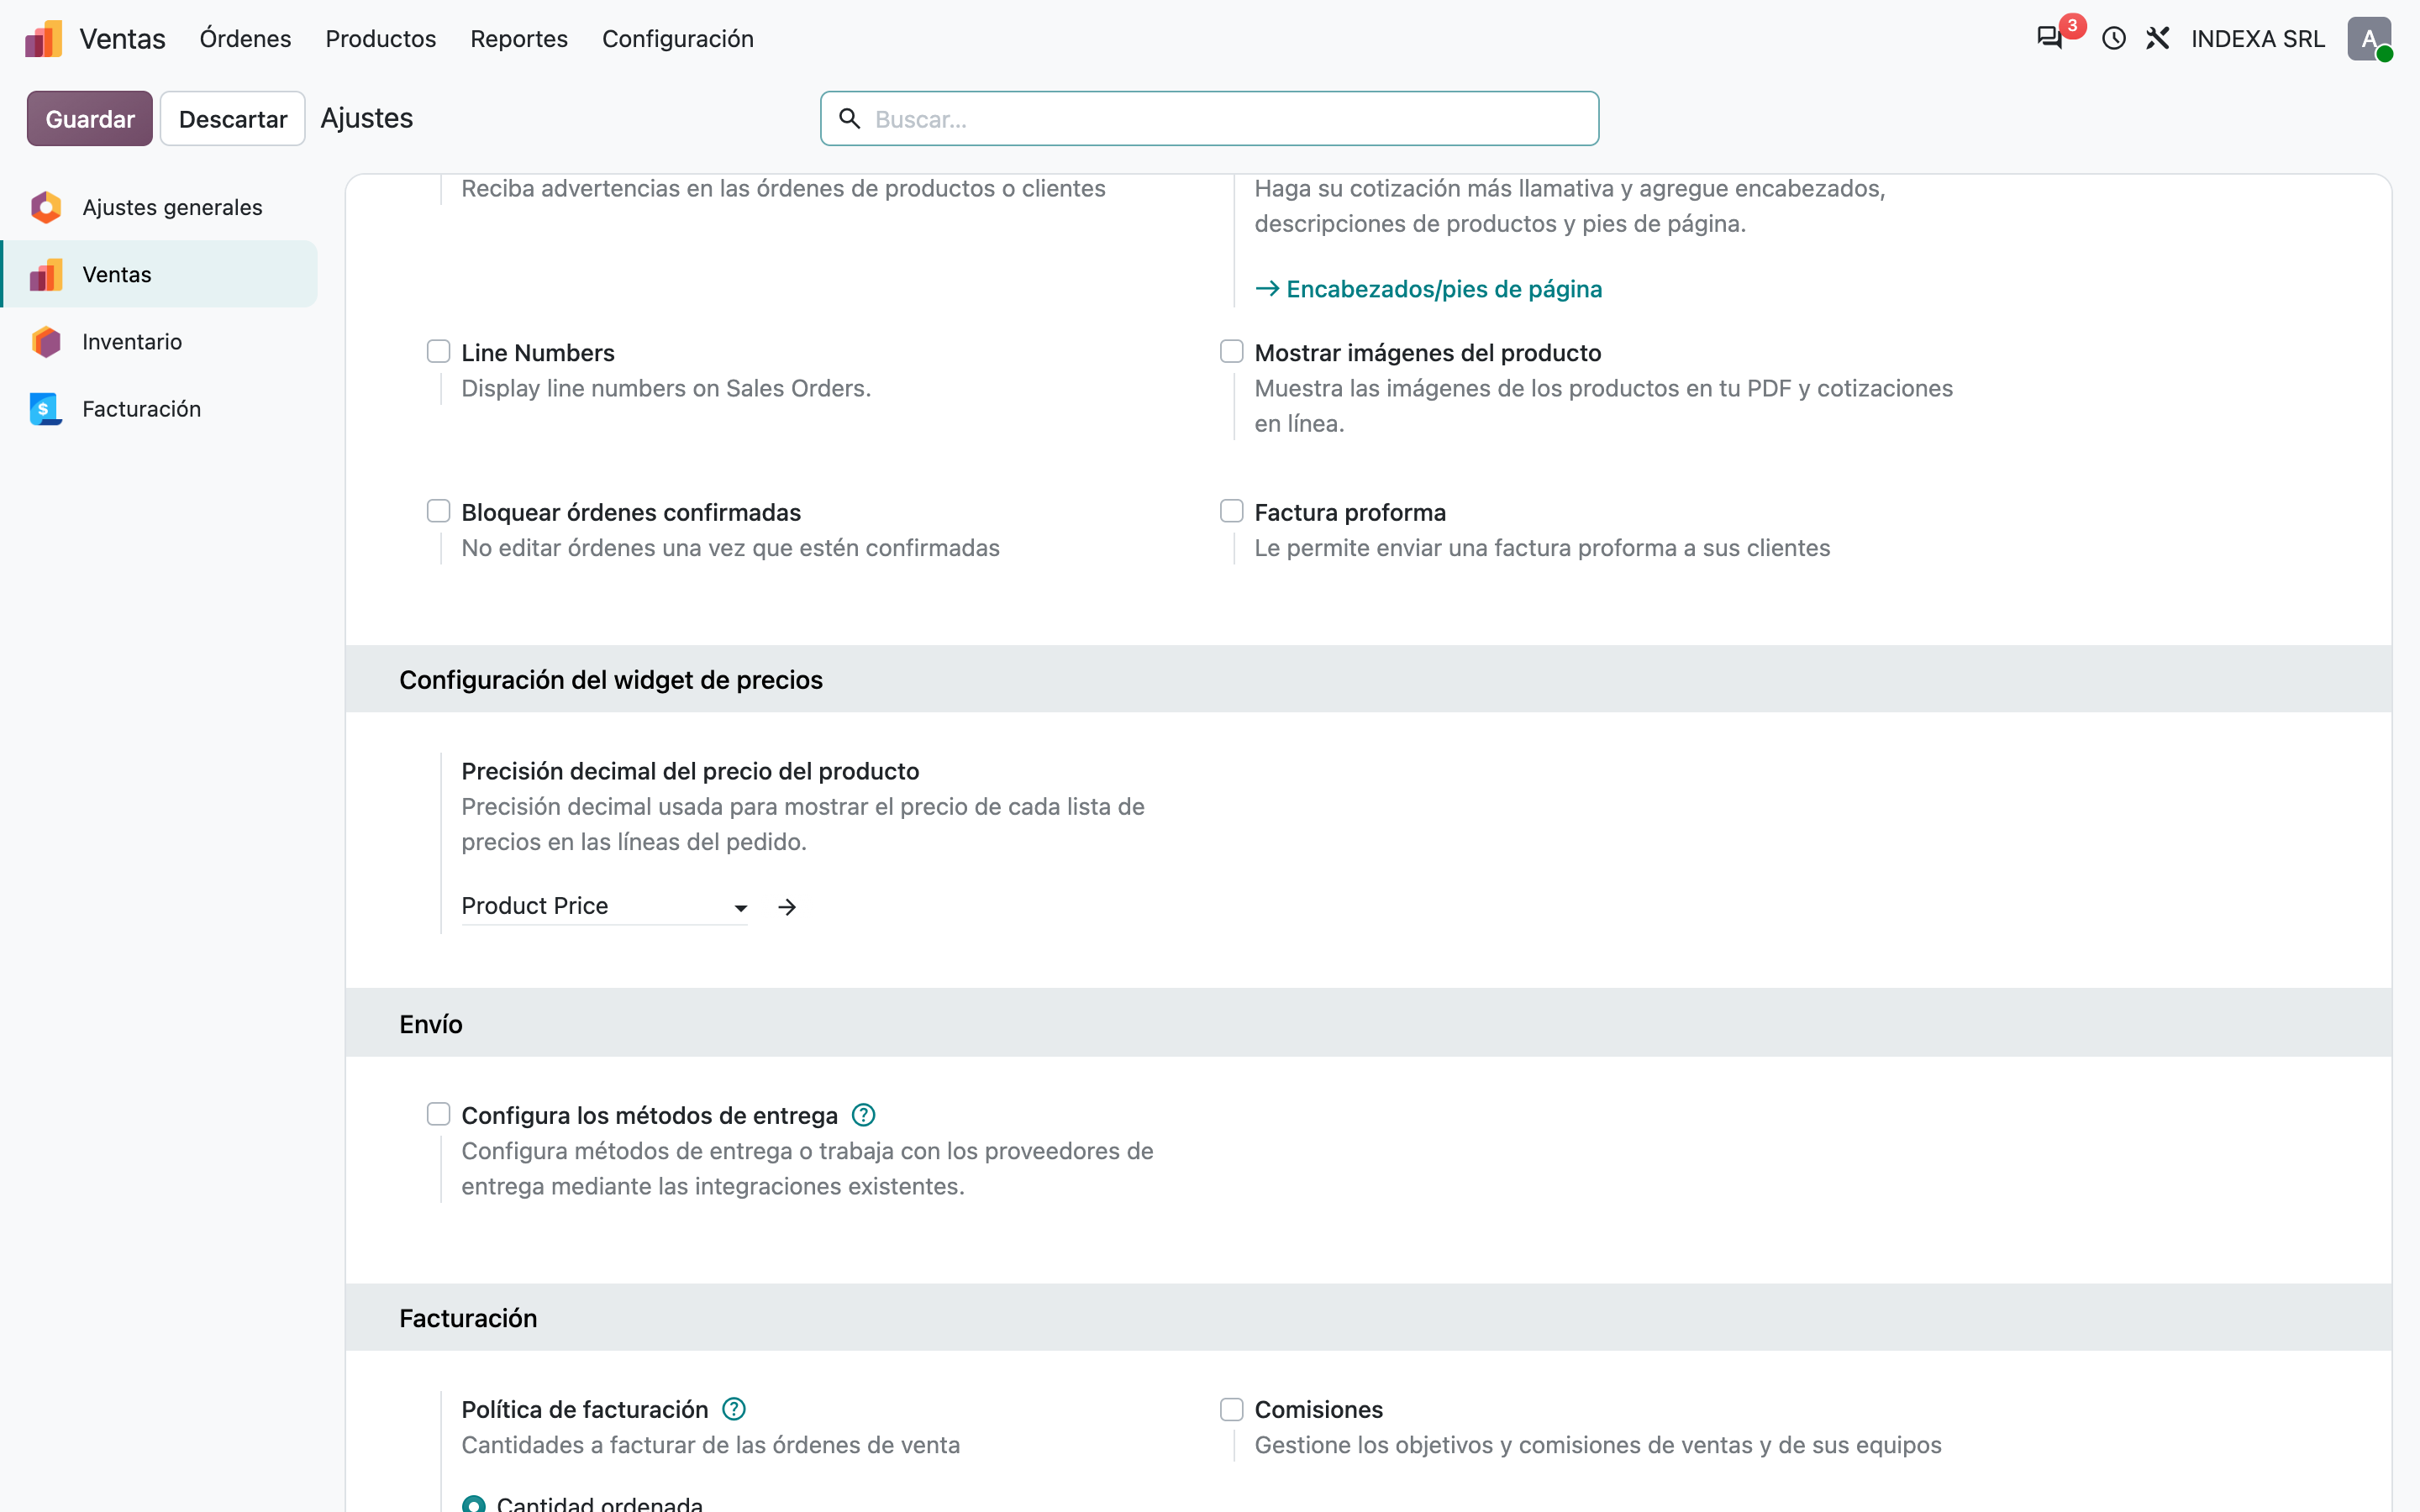 Ventas Órdenes Productos Reportes Configuración 3 INDEXA SRL A
Guardar Descartar Ajustes Buscar...
Ajustes generales
Ventas
Inventario
Facturación
Reciba advertencias en las órdenes de productos o clientes
Haga su cotización más llamativa y agregue encabezados,
descripciones de productos y pies de página.
Encabezados/pies de página
Line Numbers
Display line numbers on Sales Orders.
Mostrar imágenes del producto
Muestra las imágenes de los productos en tu PDF y cotizaciones
en línea.
Bloquear órdenes confirmadas
No editar órdenes una vez que estén confirmadas
Factura proforma
Le permite enviar una factura proforma a sus clientes
Configuración del widget de precios
Precisión decimal del precio del producto
Precisión decimal usada para mostrar el precio de cada lista de
precios en las líneas del pedido.
Product Price
Envío
Configura los métodos de entrega ?
Configura métodos de entrega o trabaja con los proveedores de
entrega mediante las integraciones existentes.
Facturación
Política de facturación ?
Cantidades a facturar de las órdenes de venta
Cantidad ordenada
Comisiones
Gestione los objetivos y comisiones de ventas y de sus equipos